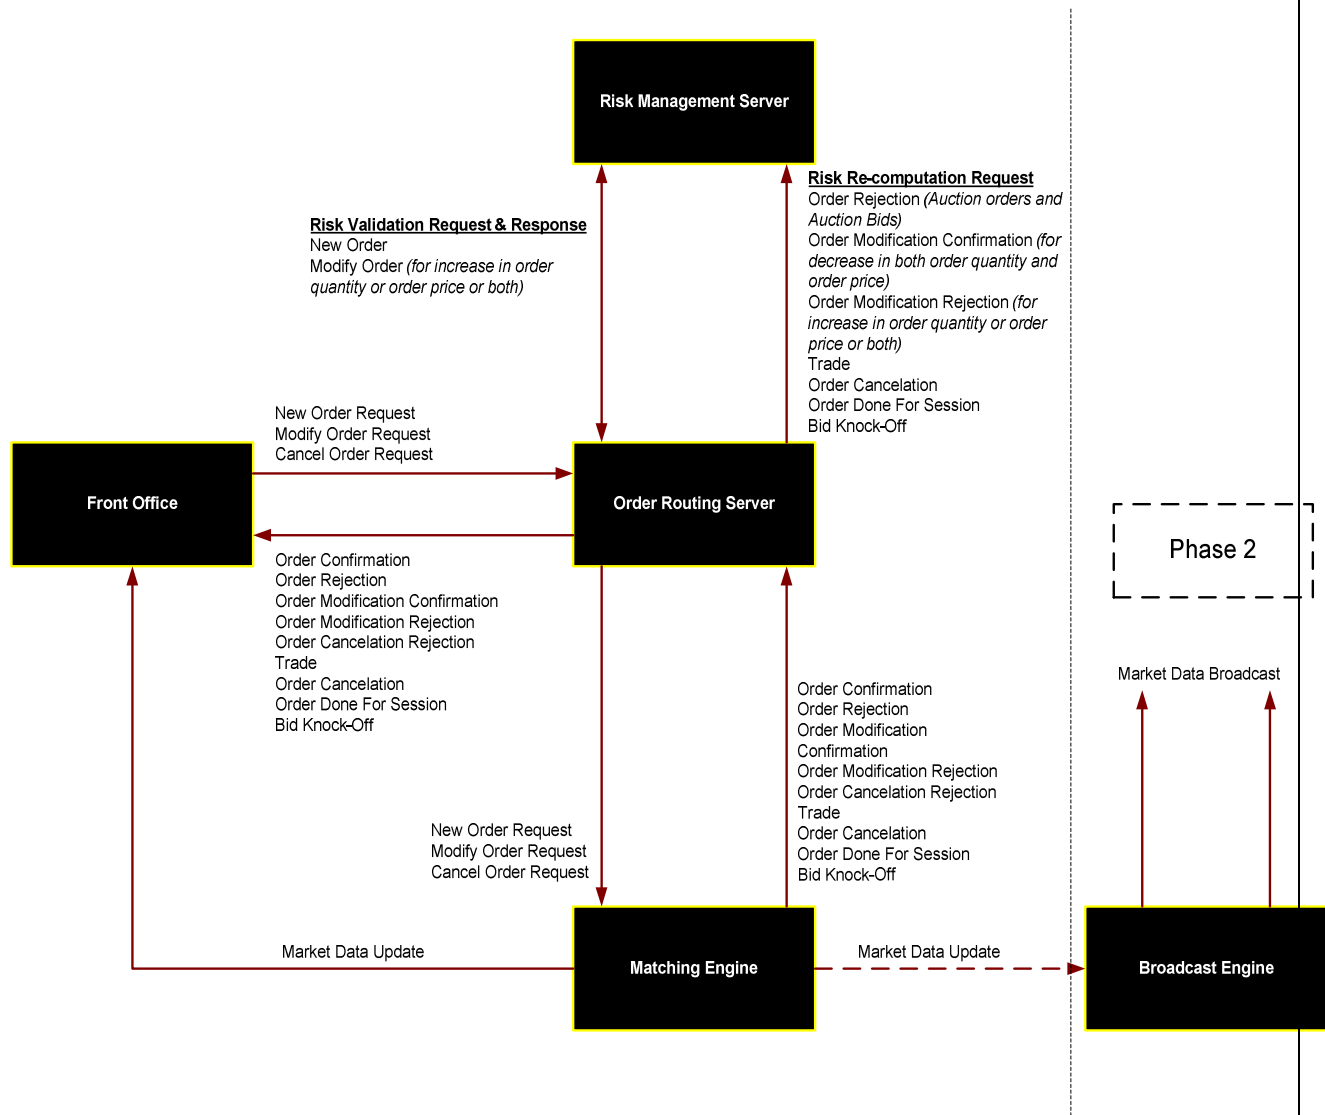 Risk Management Server
Risk Re-computation Request
Order Rejection (Auction orders and
Auction Bids)
Order Modification Confirmation (for
decrease in both order quantity and
order price)
Order Modification Rejection (for
increase in order quantity or order
price or both)
Trade
Order Cancelation
Order Done For Session
Bid Knock-Off
Risk Validation Request & Response
New Order
Modify Order (for increase in order
quantity or order price or both)
New Order Request
Modify Order Request
Cancel Order Request
Front Office
Order Routing Server
Phase 2
Order Confirmation
Order Rejection
Order Modification Confirmation
Order Modification Rejection
Order Cancelation Rejection
Trade
Order Cancelation
Order Done For Session
Bid Knock-Off
Market Data Broadcast
Order Confirmation
Order Rejection
Order Modification
Confirmation
Order Modification Rejection
Order Cancelation Rejection
Trade
Order Cancelation
Order Done For Session
Bid Knock-Off
New Order Request
Modify Order Request
Cancel Order Request
Market Data Update
Matching Engine
Market Data Update
Broadcast Engine